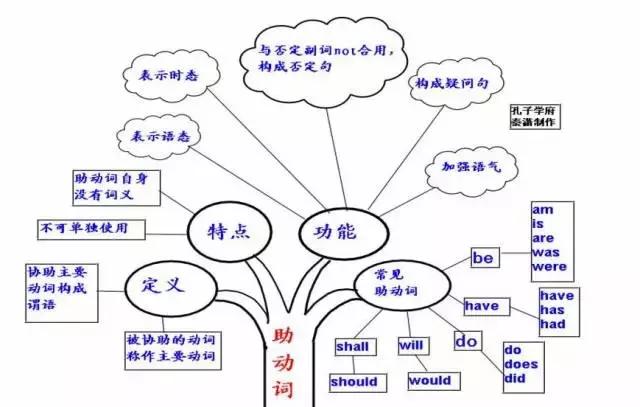 与否定副词not合用,
构成否定句
表示时态
构成疑问句
孔子学府
表示语态
加强语气
助动词自身
没有词义
不可单独使用
特点
功能
am
is
are
was
were
be
协助主要
动词构成
谓语
定义
常见
助动词
have
have
has
had
被协助的动词
称作主要动词
助
动
词
shall
will
do
do
does
did
should
would